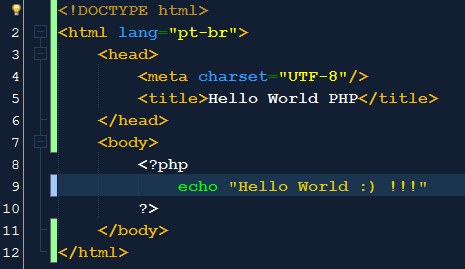 <!DOCTYPE html>
2 <html lang="pt-br">
3 <head>
4 <meta charset="UTF-8"/>
5 <title>Hello World PHP</title>
6 </head>
7 <body>
8 <?php
9 echo "Hello World :) !!!"
10 ?>
11 </body>
12 </html>